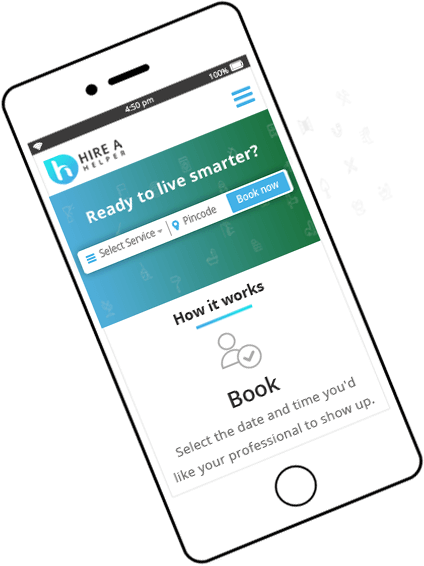 4:50 pm
100%
HIRE A
HELPER
Ready to live smarter?
Select Service
Pincode
Book now
How it works
Book
Select the date and time you'd
like your professional to show up.